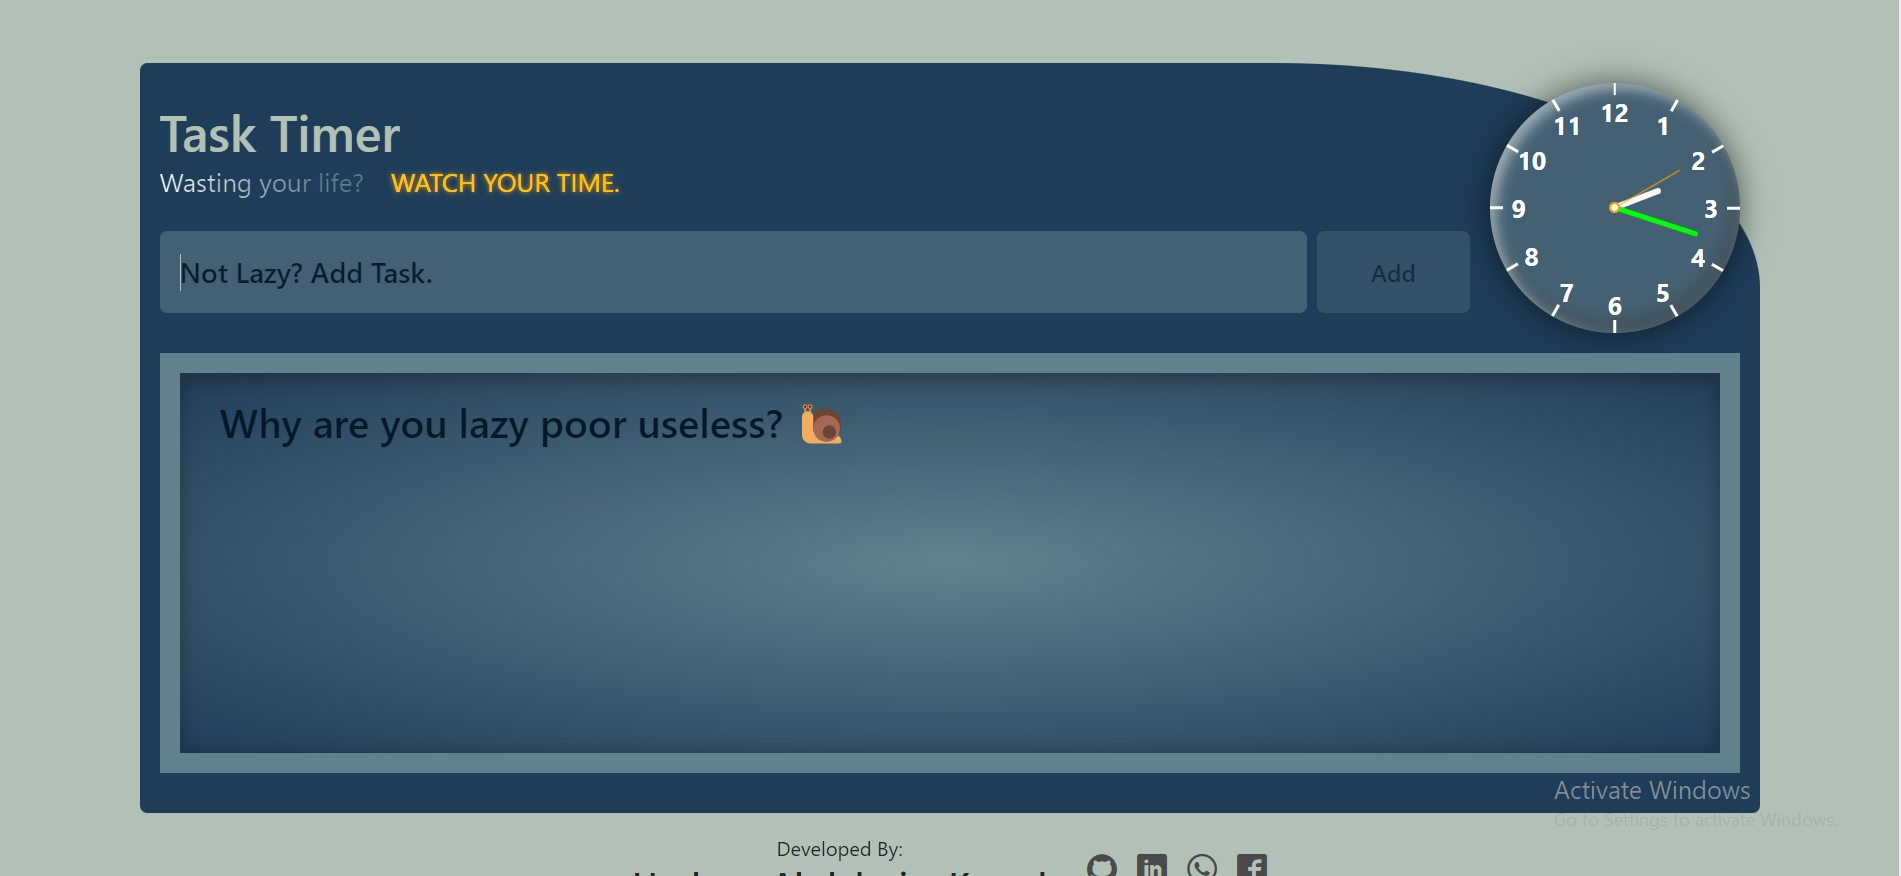 Task Timer
Wasting your life? WATCH YOUR TIME.
Not Lazy? Add Task.
Add
12
1
2
3
4
5
6
7
8
9
10
11
Why are you lazy poor useless?
Activate Windows
Go to Settings to activate Windows.
Developed By:
in